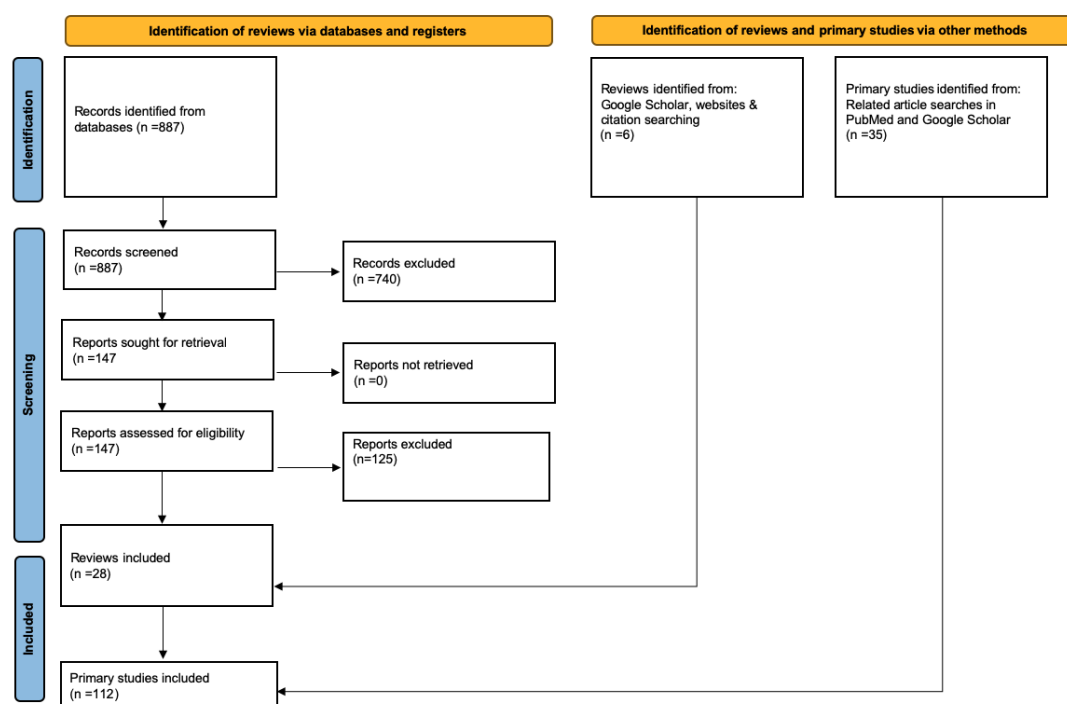 Identification of reviews via databases and registers
Identification of reviews and primary studies via other methods
Identification
Records identified from
databases (n =887)
Reviews identified from:
Google Scholar, websites &
citation searching
(n =6)
Primary studies identified from:
Related article searches in
PubMed and Google Scholar
(n =35)
Screening
Records screened
(n =887)
Records excluded
(n =740)
Reports sought for retrieval
(n =147
Reports not retrieved
(n =0)
Reports assessed for eligibility
(n =147)
Reports excluded
(n=125)
Reviews included
(n =28)
Included
Primary studies included
(n =112)